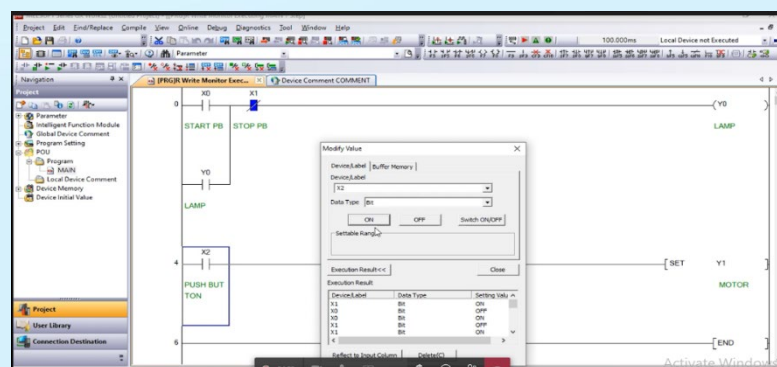 Project Edit Find/Replace Compile View Online Debug Diagnostics Tool Window Help
Parameter
100.000ms Local Device not Executed
Navigation
[PRG]R Write Monitor Exec...
Device Comment COMMENT
Project
Parameter
Intelligent Function Module
Global Device Comment
Program Setting
POU
Program
MAIN
Local Device Comment
Device Memory
Device Initial Value
Project
User Library
Connection Destination
0 X0 X1 Y0
START PB STOP PB LAMP
Y0
LAMP
4 X2 SET Y1
PUSH BUT
TON
MOTOR
6 END
Modify Value
Device/Label Buffer Memory
Device/Label
X2
Data Type Bit
ON OFF Switch ON/OFF
Settable Range
Execution Result<< Close
Execution Result
Device/Label Data Type Setting Valu
X1 Bit ON
X0 Bit OFF
X0 Bit ON
X1 Bit OFF
X1 Bit ON
Reflect to Input Column Delete(C)
Activate Windows